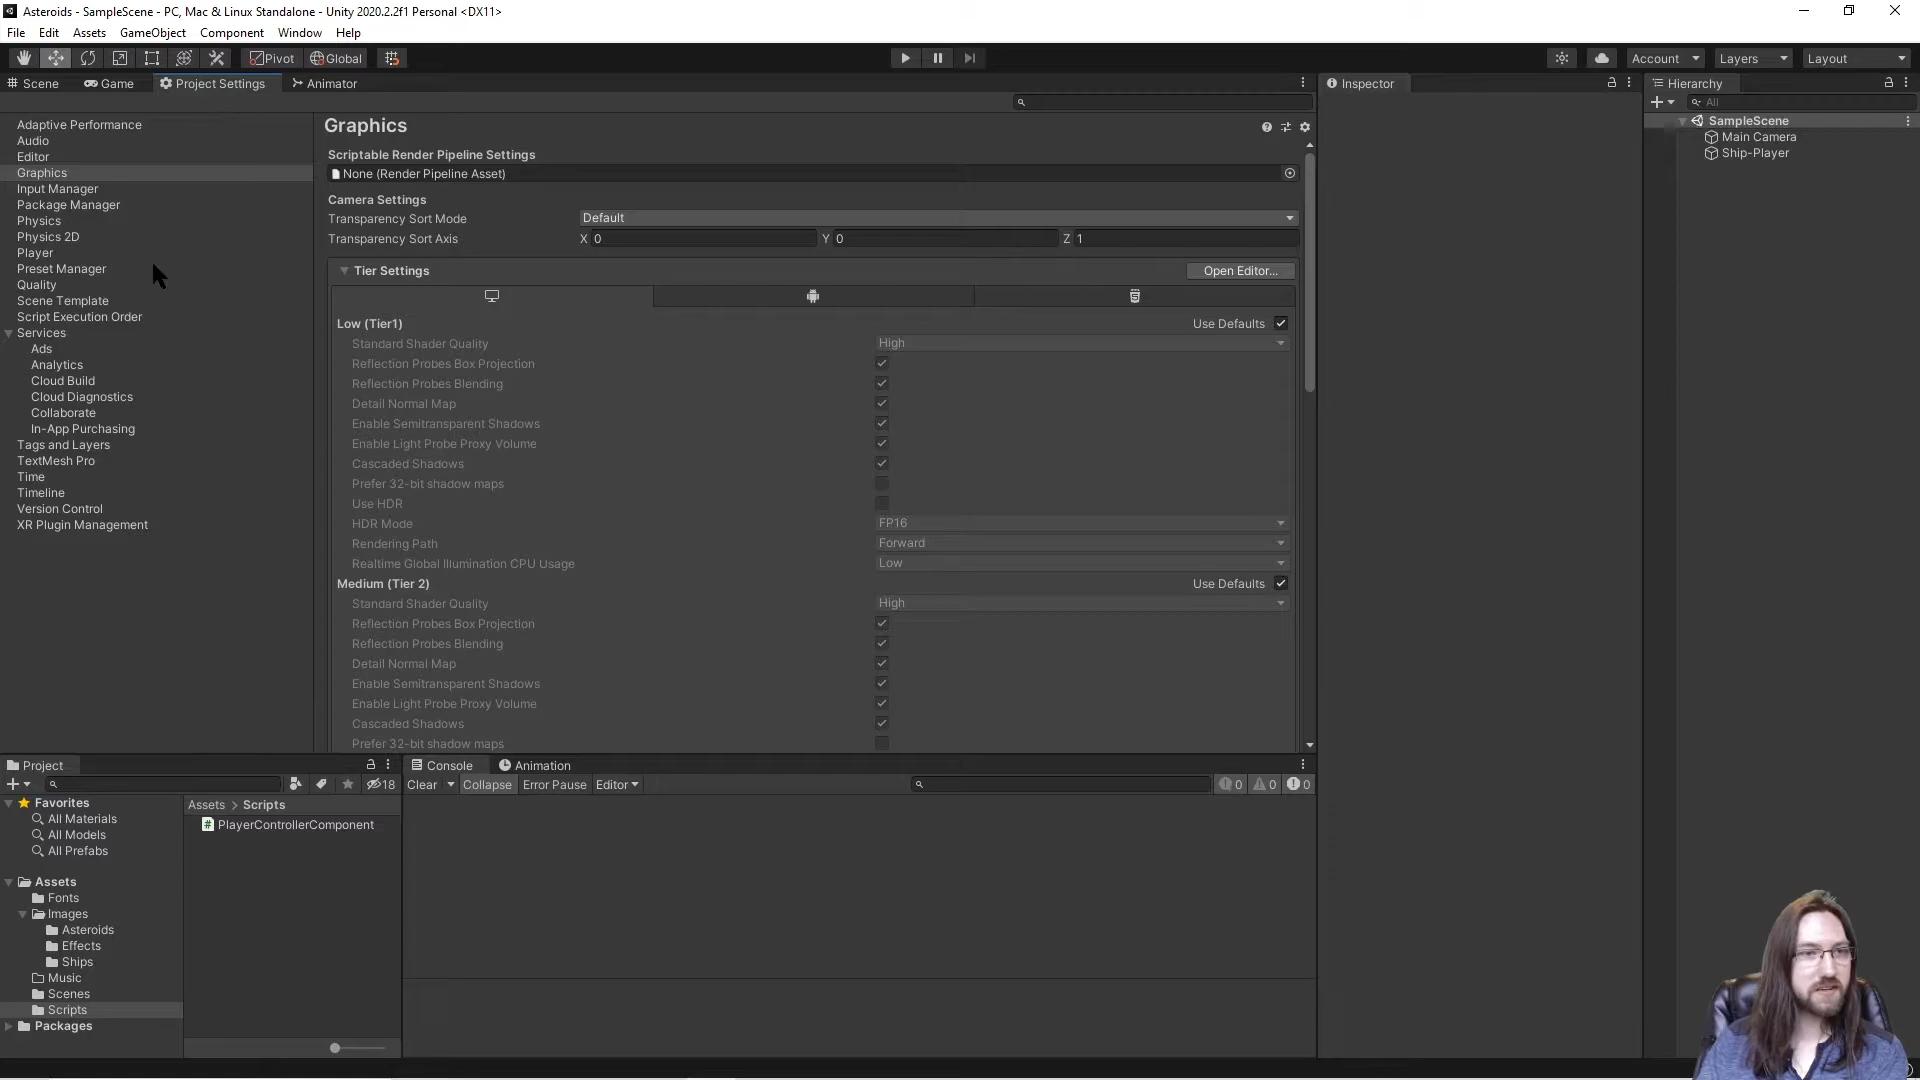 Asteroids - SampleScene - PC, Mac & Linux Standalone - Unity 2020.2.2f1 Personal <DX11>
File Edit Assets GameObject Component Window Help
Pivot Global Account Layers Layout
Scene Game Project Settings Animator
Adaptive Performance
Audio
Editor
Graphics
Input Manager
Package Manager
Physics
Physics 2D
Player
Preset Manager
Quality
Scene Template
Script Execution Order
Services
Ads
Analytics
Cloud Build
Cloud Diagnostics
Collaborate
In-App Purchasing
Tags and Layers
TextMesh Pro
Time
Timeline
Version Control
XR Plugin Management
Graphics
Scriptable Render Pipeline Settings
None (Render Pipeline Asset)
Camera Settings
Transparency Sort Mode Default
Transparency Sort Axis X 0 Y 0 Z 1
Tier Settings Open Editor...
Low (Tier1) Use Defaults
Standard Shader Quality High
Reflection Probes Box Projection
Reflection Probes Blending
Detail Normal Map
Enable Semitransparent Shadows
Enable Light Probe Proxy Volume
Cascaded Shadows
Prefer 32-bit shadow maps
Use HDR
HDR Mode FP16
Rendering Path Forward
Realtime Global Illumination CPU Usage Low
Medium (Tier 2) Use Defaults
Standard Shader Quality High
Reflection Probes Box Projection
Reflection Probes Blending
Detail Normal Map
Enable Semitransparent Shadows
Enable Light Probe Proxy Volume
Cascaded Shadows
Prefer 32-bit shadow maps
Inspector
Hierarchy
All
SampleScene
Main Camera
Ship-Player
Project
18
Favorites
All Materials
All Models
All Prefabs
Assets
Fonts
Images
Asteroids
Effects
Ships
Music
Scenes
Scripts
Packages
Assets > Scripts
# PlayerControllerComponent
Console Animation
Clear Collapse Error Pause Editor 0 0 0